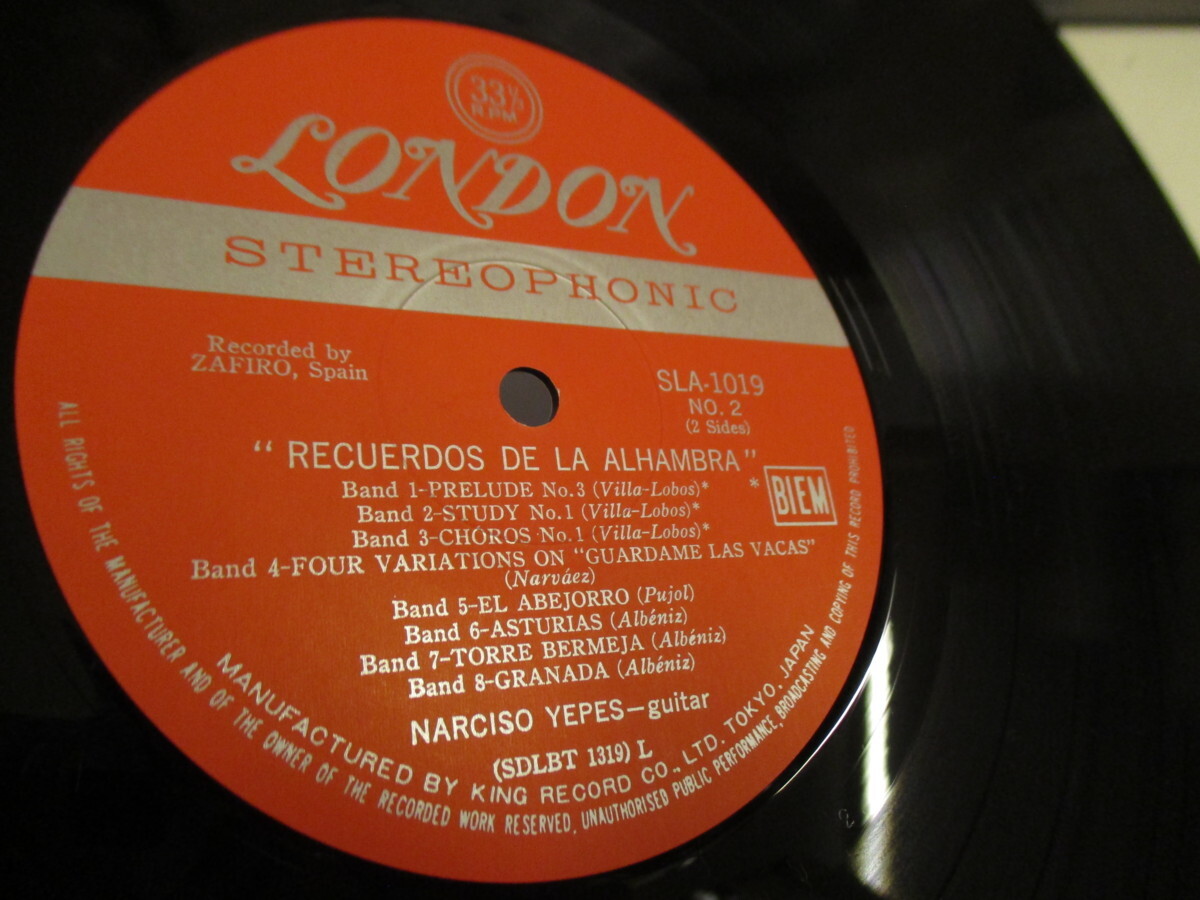 33⅓
R.P.M
LONDON
STEREOPHONIC
Recorded by
ZAFIRO, Spain
SLA-1019
NO. 2
(2 Sides)
“ RECUERDOS DE LA ALHAMBRA ”
Band 1-PRELUDE No.3 (Villa-Lobos)*
Band 2-STUDY No.1 (Villa-Lobos)*
Band 3-CHÓROS No.1 (Villa-Lobos)*
* BIEM
Band 4-FOUR VARIATIONS ON “GUARDAME LAS VACAS”
(Narváez)
Band 5-EL ABEJORRO (Pujol)
Band 6-ASTURIAS (Albéniz)
Band 7-TORRE BERMEJA (Albéniz)
Band 8-GRANADA (Albéniz)
NARCISO YEPES—guitar
(SDLBT 1319) L
MANUFACTURED BY KING RECORD CO., LTD. TOKYO, JAPAN
ALL RIGHTS OF THE MANUFACTURER AND OF THE OWNER OF THE RECORDED WORK RESERVED, UNAUTHORISED PUBLIC PERFORMANCE, BROADCASTING AND COPYING OF THIS RECORD PROHIBITED